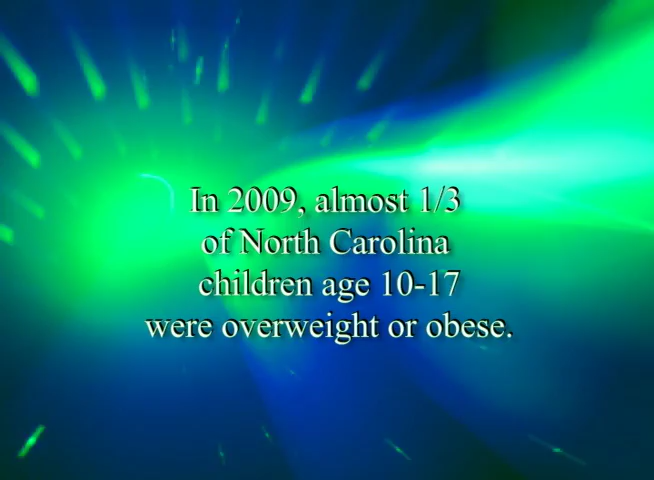 In 2009, almost 1/3
of North Carolina
children age 10-17
were overweight or obese.